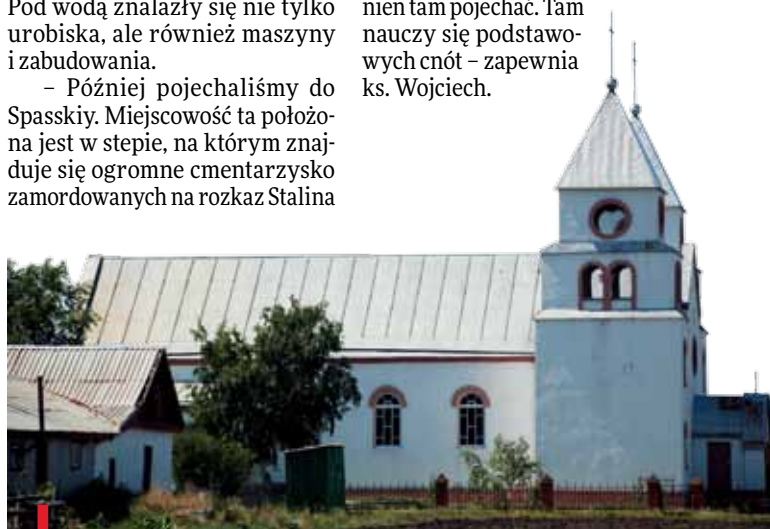 Pod wodą znalazły się nie tylko
urobiska, ale również maszyny
i zabudowania.
– Później pojechaliśmy do
Spasskiy. Miejscowość ta położo-
na jest w stepie, na którym znaj-
duje się ogromne cmentarzysko
zamordowanych na rozkaz Stalina
nien tam pojechać. Tam
nauczy się podstawo-
wych cnót – zapewnia
ks. Wojciech.